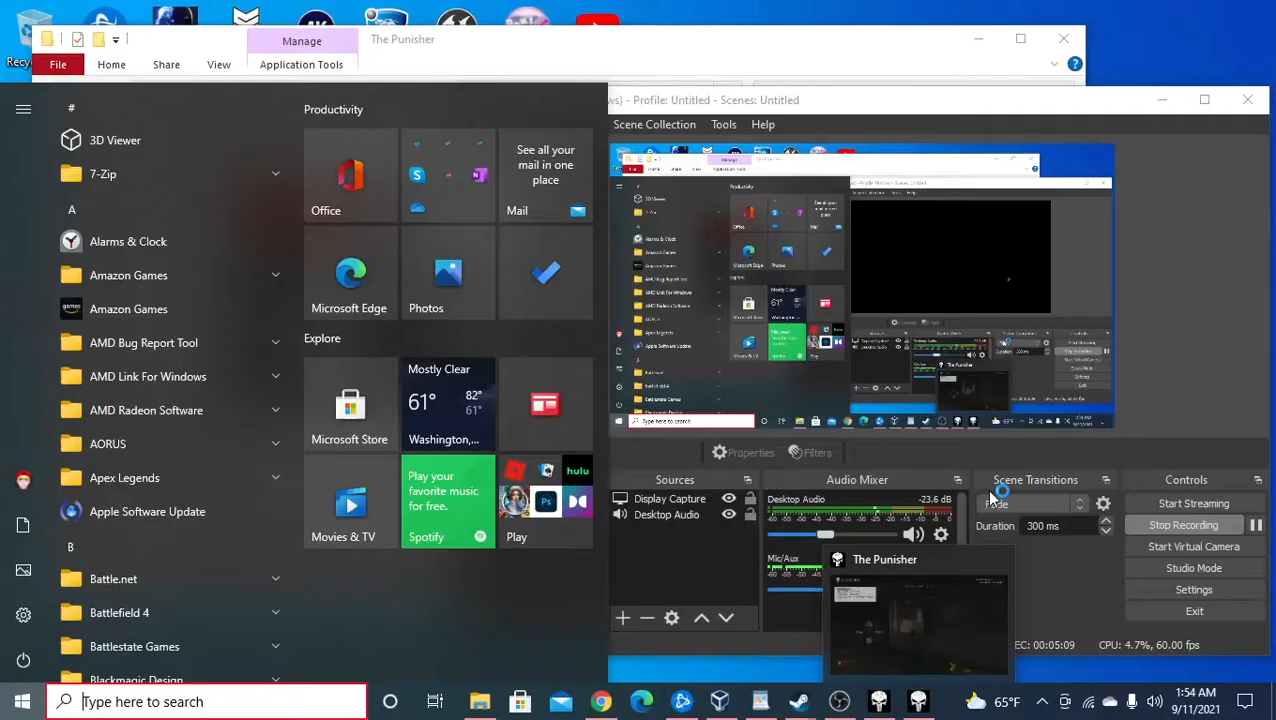 Manage
The Punisher
File
Home
Share
View
Application Tools
ws) - Profile: Untitled - Scenes: Untitled
Scene Collection
Tools
Help
#
3D Viewer
7-Zip
A
Alarms & Clock
Amazon Games
Amazon Games
AMD Bug Report Tool
AMD Link For Windows
AMD Radeon Software
AORUS
Apex Legends
Apple Software Update
B
Battle.net
Battlefield 4
Battlestate Games
Blackmagic Design
Productivity
Office
See all your
mail in one
place
Mail
Microsoft Edge
Photos
Explore
Microsoft Store
Mostly Clear
61°
82°
61°
Washington,...
Movies & TV
Play your
favorite music
for free.
Spotify
hulu
Play
Properties
Filters
Sources
Display Capture
Desktop Audio
Audio Mixer
Desktop Audio
-23.6 dB
Mic/Aux
The Punisher
Scene Transitions
Fade
Duration
300 ms
Controls
Start Streaming
Stop Recording
Start Virtual Camera
Studio Mode
Settings
Exit
EC: 00:05:09
CPU: 4.7%, 60.00 fps
Type here to search
65°F
1:54 AM
9/11/2021